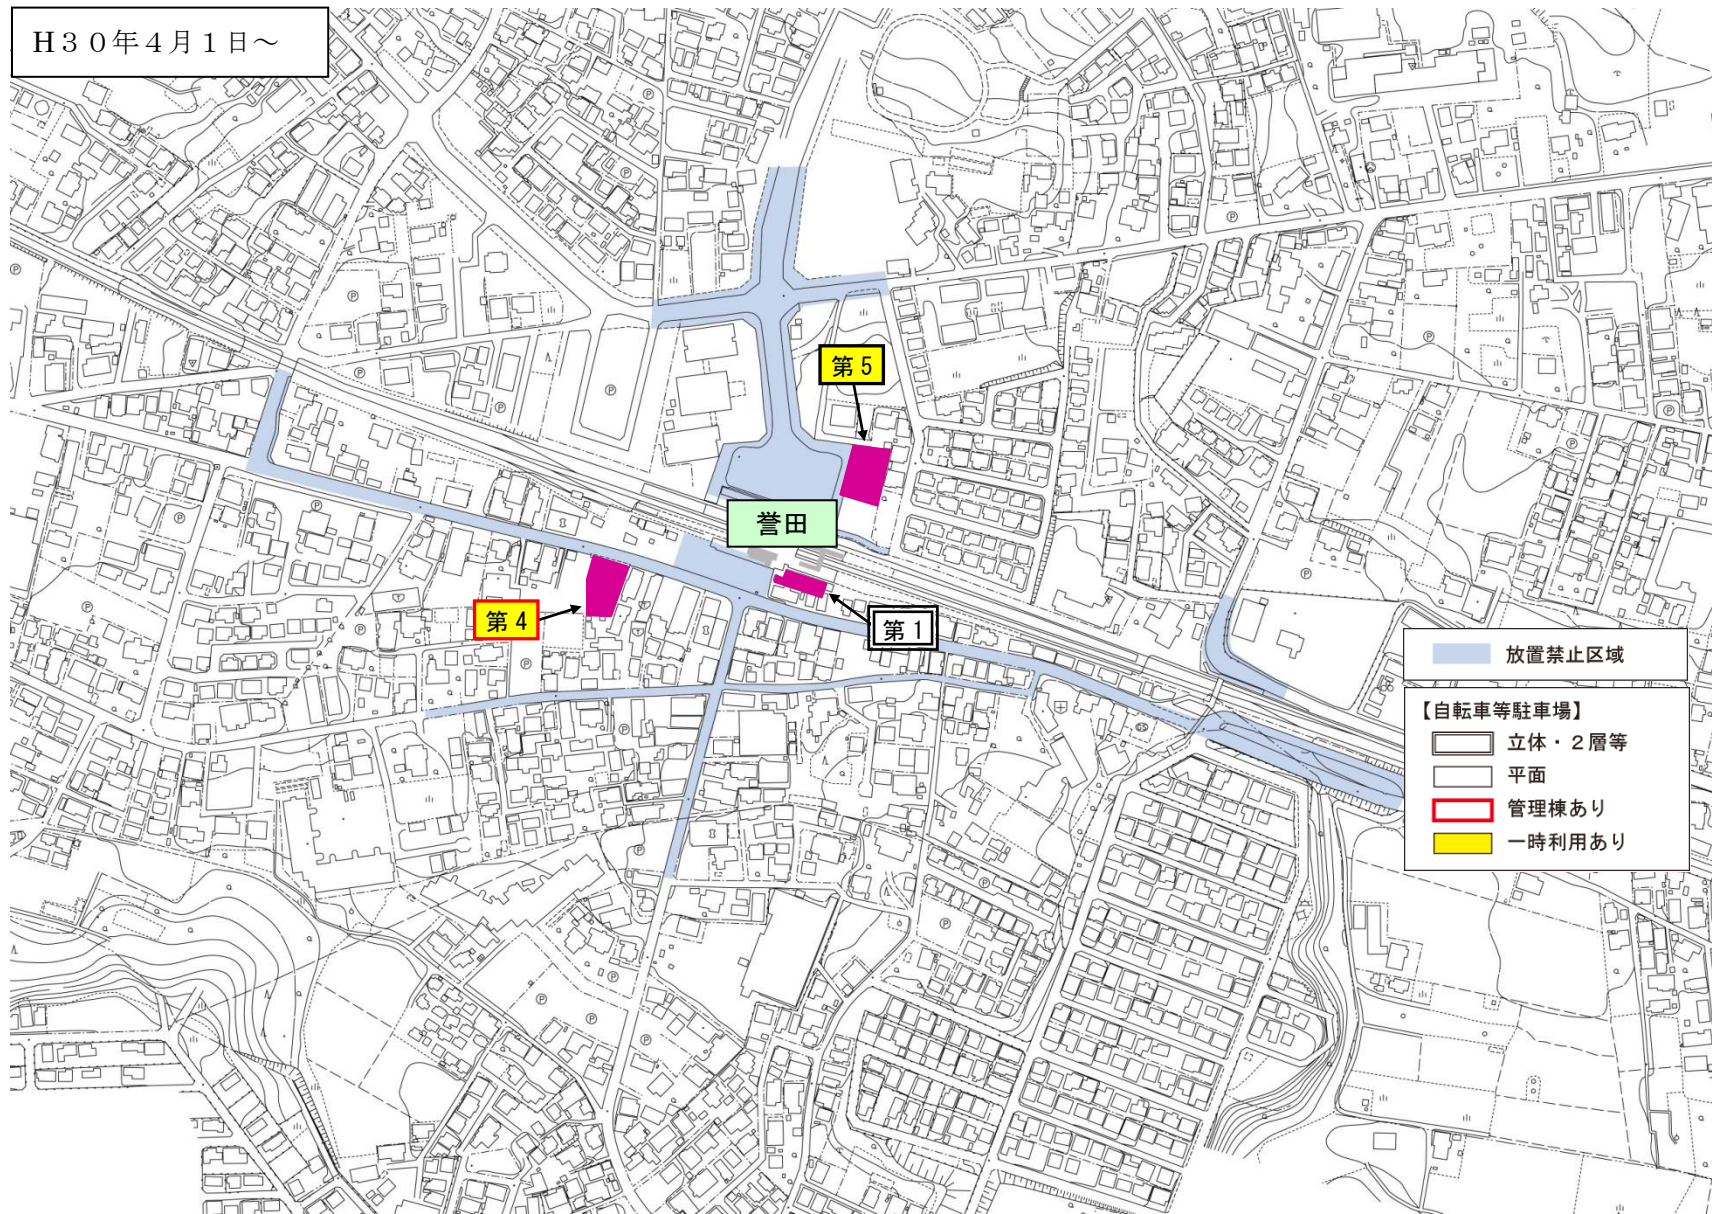 H３０年４月１日～
第５
誉田
第４
第１
放置禁止区域
【自転車等駐車場】
立体・２層等
平面
管理棟あり
一時利用あり